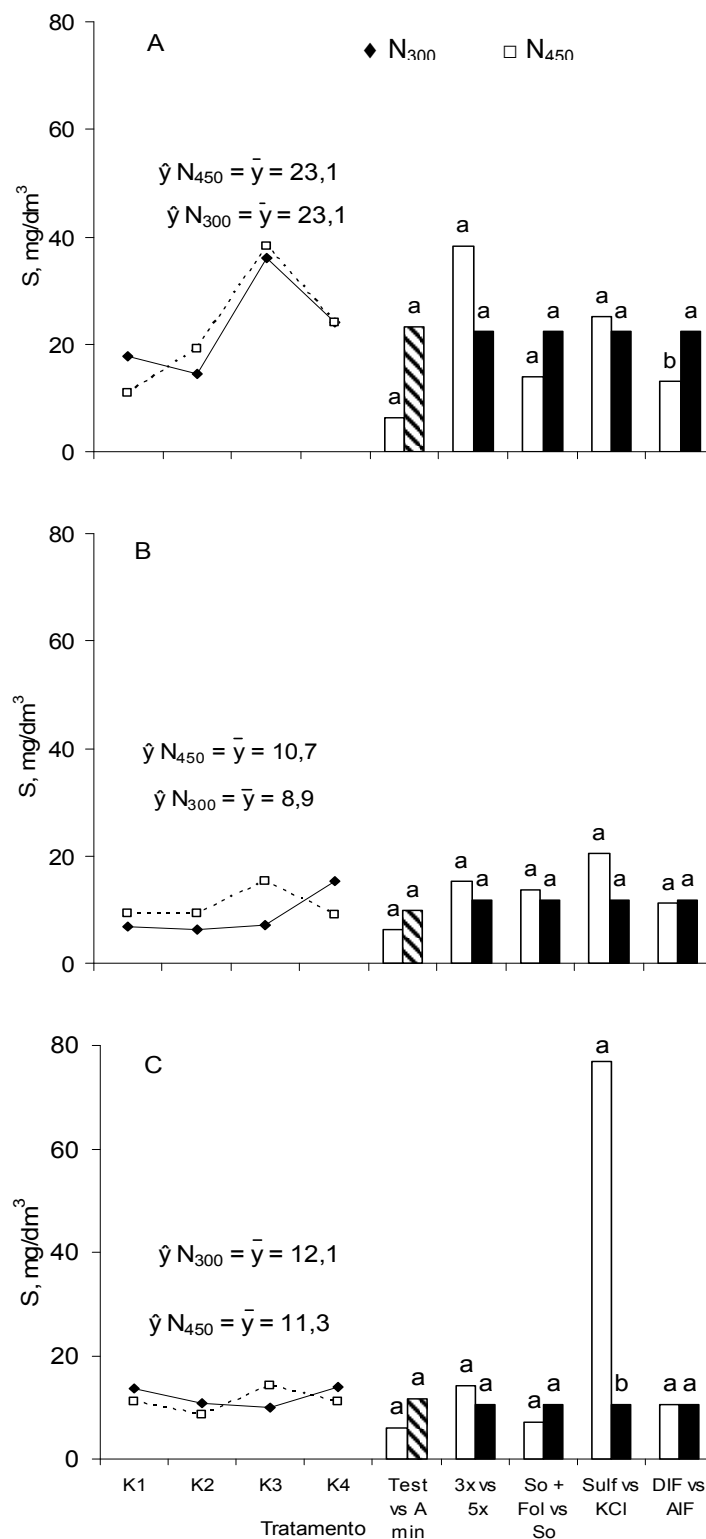 80
A
◆ N300
□ N450
60
ŷ N450 = ȳ = 23,1
ŷ N300 = ȳ = 23,1
S, mg/dm³
40
20
0
a a a a a a a a b a
80
B
60
S, mg/dm³
40
ŷ N450 = ȳ = 10,7
ŷ N300 = ȳ = 8,9
20
0
a a a a a a a a a a
80
C
60
S, mg/dm³
40
ŷ N300 = ȳ = 12,1
ŷ N450 = ȳ = 11,3
20
0
a a a a a a a b a a
K1 K2 K3 K4 Test vs A min 3x vs 5x So + Fol vs So Sulf vs KCl DIF vs AIF
Tratamento